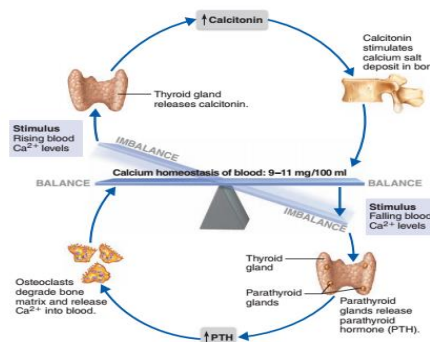 ↑ Calcitonin
Calcitonin
stimulates
calcium salt
deposit in bon
Thyroid gland
releases calcitonin.
Stimulus
Rising blood
Ca²⁺ levels
IMBALANCE
Calcium homeostasis of blood: 9–11 mg/100 ml
BALANCE
BALANCE
IMBALANCE
Stimulus
Falling blood
Ca²⁺ levels
Thyroid
gland
Parathyroid
glands
Osteoclasts
degrade bone
matrix and release
Ca²⁺ into blood.
Parathyroid
glands release
parathyroid
hormone (PTH).
↑ PTH